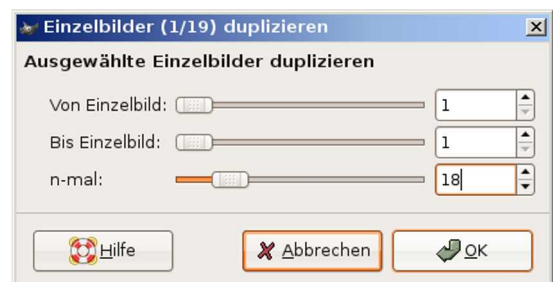 Einzelbilder (1/19) duplizieren
Ausgewählte Einzelbilder duplizieren
Von Einzelbild: 1
Bis Einzelbild: 1
n-mal: 18
Hilfe Abbrechen OK